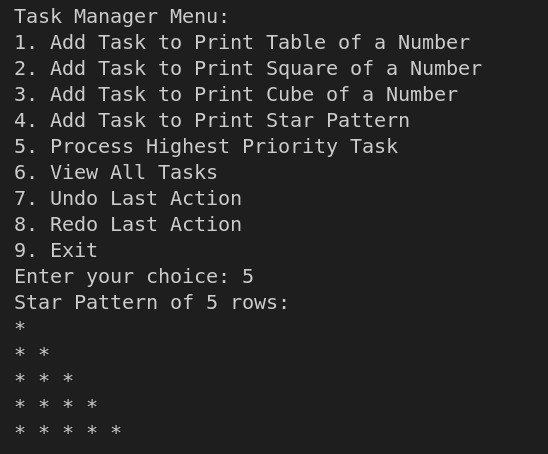 Task Manager Menu:
1. Add Task to Print Table of a Number
2. Add Task to Print Square of a Number
3. Add Task to Print Cube of a Number
4. Add Task to Print Star Pattern
5. Process Highest Priority Task
6. View All Tasks
7. Undo Last Action
8. Redo Last Action
9. Exit
Enter your choice: 5
Star Pattern of 5 rows:
*
* *
* * *
* * * *
* * * * *